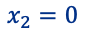 x₂ = 0